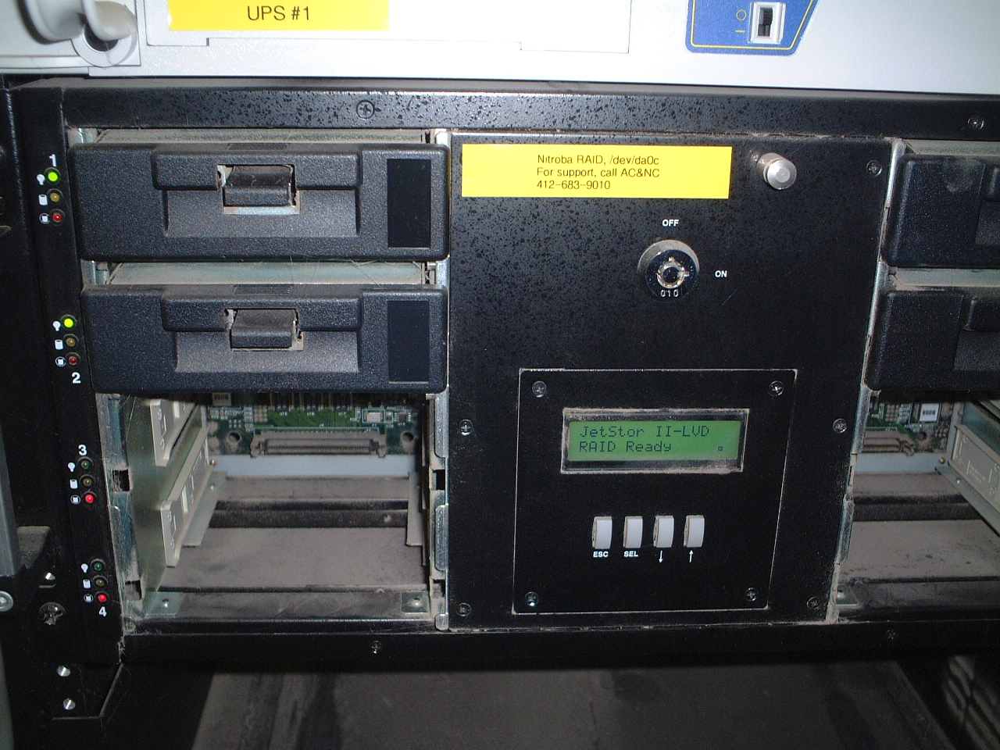 UPS #1
Nitroba RAID, /dev/da0c
For support, call AC&NC
412-683-9010
OFF
ON
010
1
2
3
4
JetStor II-LVD
RAID Ready
ESC SEL ↓ ↑